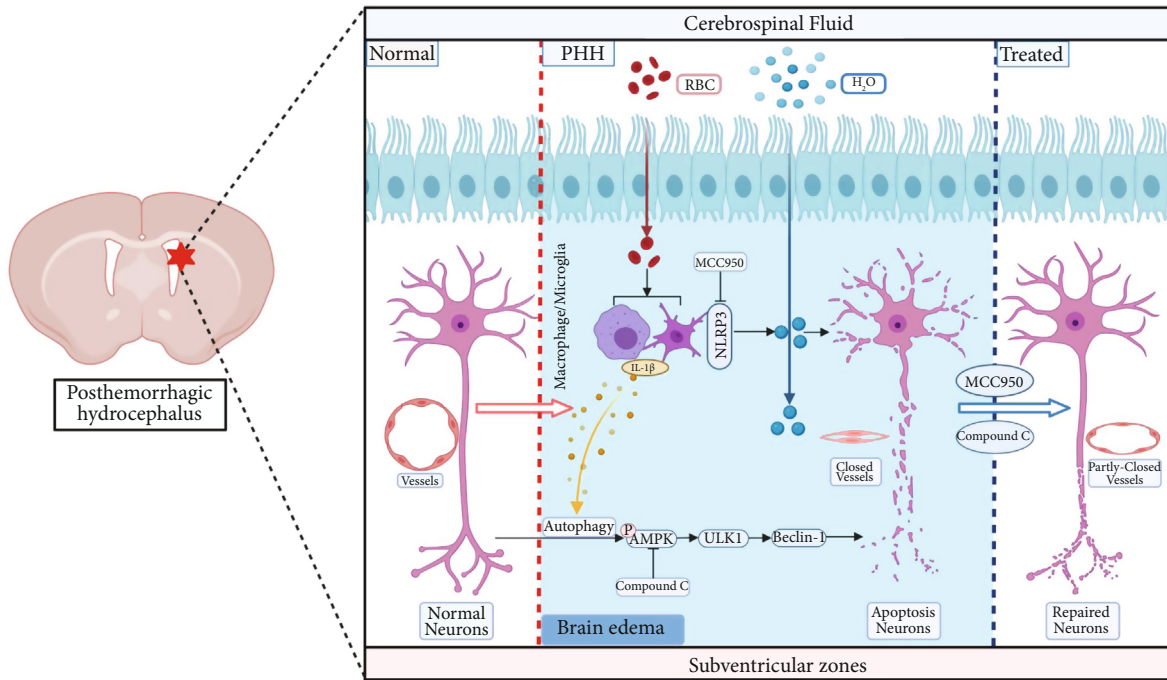 Cerebrospinal Fluid
Normal
PHH
Treated
RBC
H₂O
Posthemorrhagic
hydrocephalus
Macrophage/Microglia
MCC950
NLRP3
IL-1β
Vessels
Closed
Vessels
MCC950
Compound C
Partly-Closed
Vessels
Autophagy
P
AMPK
ULK1
Beclin-1
Compound C
Normal
Neurons
Brain edema
Apoptosis
Neurons
Repaired
Neurons
Subventricular zones